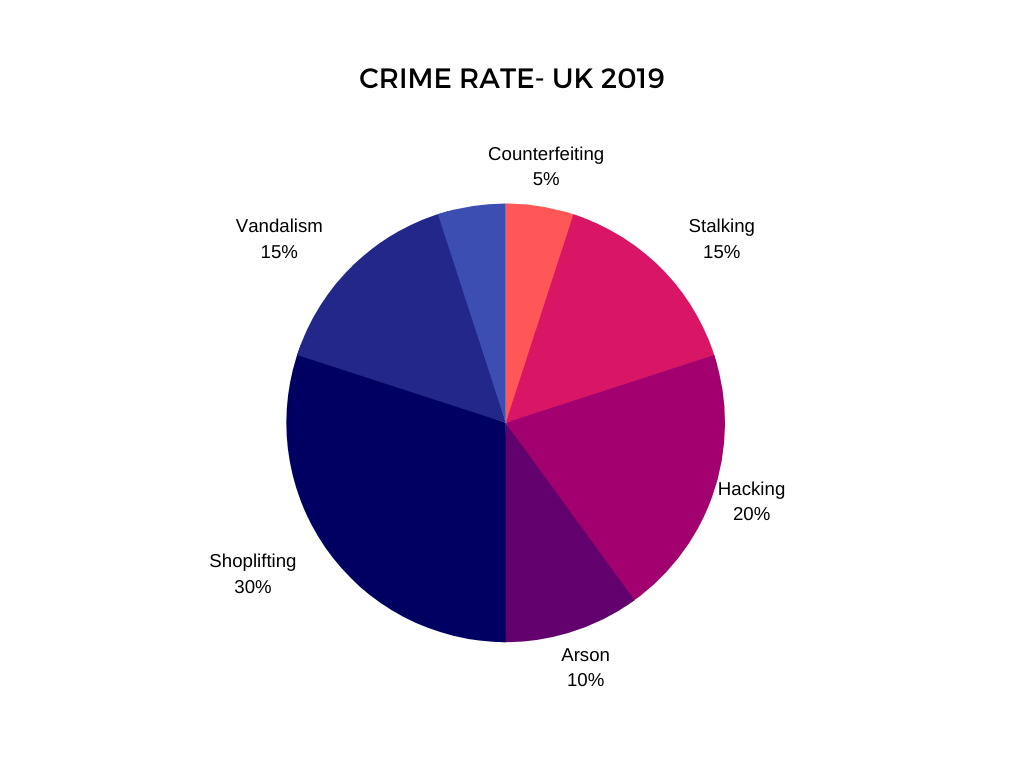 CRIME RATE- UK 2019
Counterfeiting
5%
Vandalism
15%
Stalking
15%
Hacking
20%
Shoplifting
30%
Arson
10%